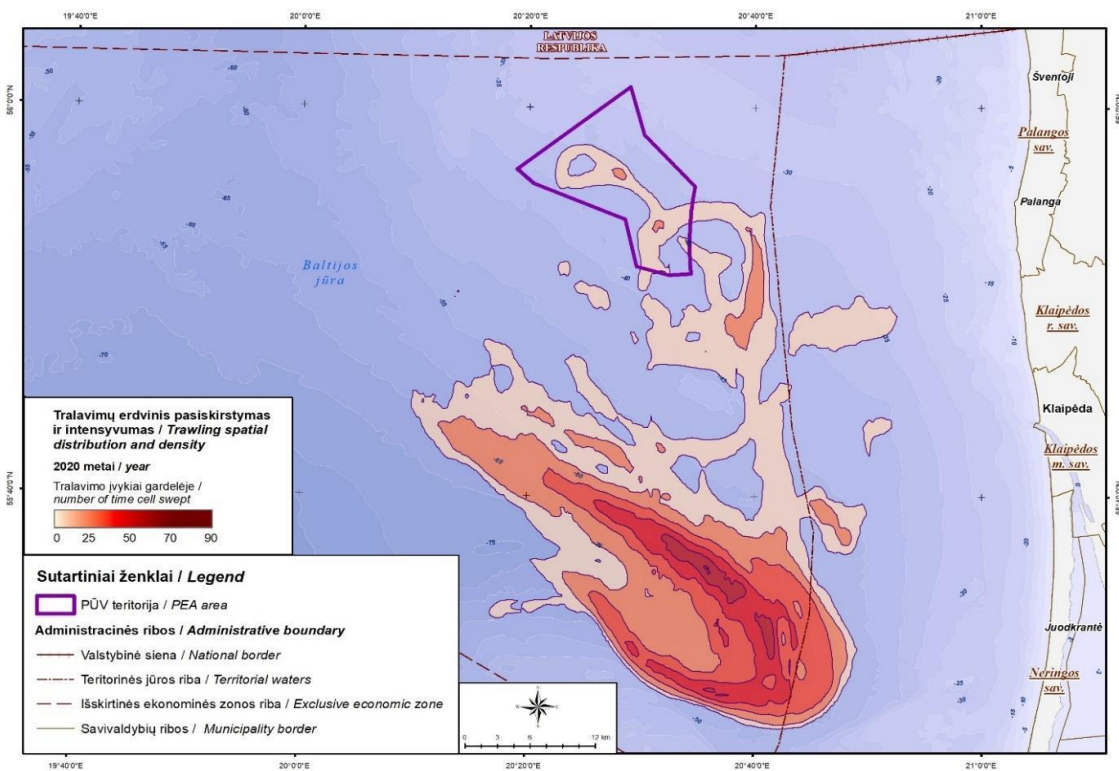 19°40'0"E
20°0'0"E
20°20'0"E
20°40'0"E
21°0'0"E
LATVIJOS
RESPUBLIKA
Šventoji
Palangos
sav.
Palanga
Baltijos
jūra
Klaipėdos
r. sav.
Klaipėda
Klaipėdos
m. sav.
Juodkrantė
Neringos
sav.
56°0'0"N
55°40'0"N
55°40'0"N
Tralavimų erdvinis pasiskirstymas
ir intensyvumas / Trawling spatial
distribution and density
2020 metai / year
Tralavimo įvykiai gardelėje /
number of time cell swept
0 25 50 70 90
Sutartiniai ženklai / Legend
PŪV teritorija / PEA area
Administracinės ribos / Administrative boundary
Valstybinė siena / National border
Teritorinės jūros riba / Territorial waters
Išskirtinės ekonominės zonos riba / Exclusive economic zone
Savivaldybių ribos / Municipality border
0 3 6 12 km
19°40'0"E
20°0'0"E
20°20'0"E
20°40'0"E
21°0'0"E